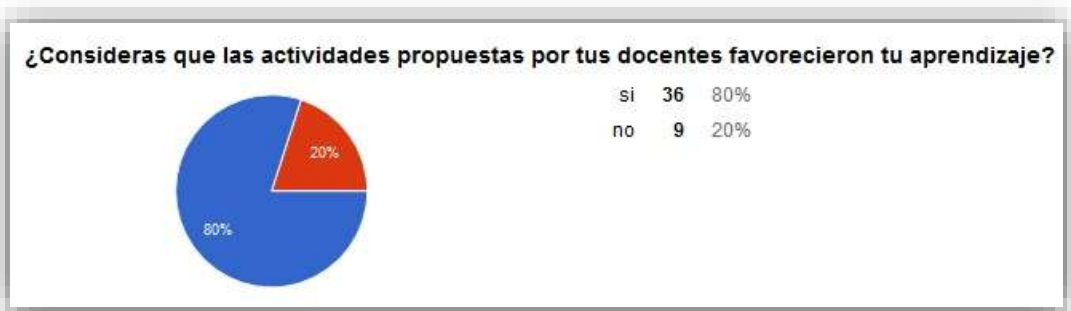 ¿Consideras que las actividades propuestas por tus docentes favorecieron tu aprendizaje?
si 36 80%
no 9 20%
20%
80%